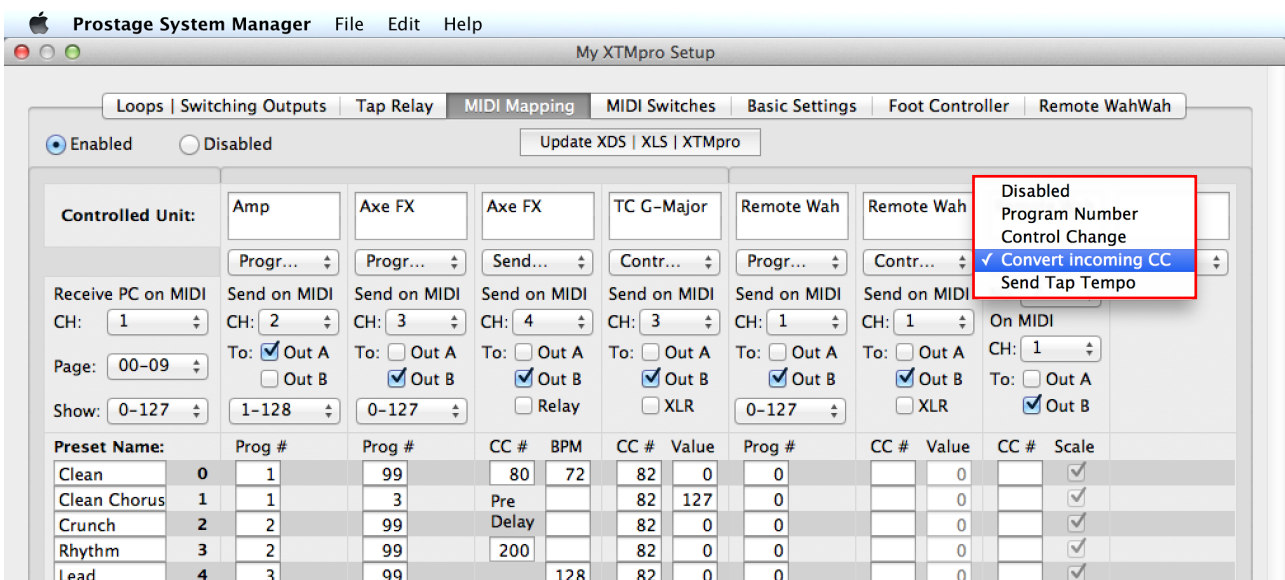 Prostage System Manager File Edit Help
My XTMpro Setup
Loops | Switching Outputs Tap Relay MIDI Mapping MIDI Switches Basic Settings Foot Controller Remote WahWah
Enabled Disabled Update XDS | XLS | XTMpro
Controlled Unit: Amp Axe FX Axe FX TC G-Major Remote Wah Remote Wah
Disabled
Program Number
Control Change
✓ Convert incoming CC
Send Tap Tempo
Progr... Progr... Send... Contr... Progr... Contr...
Receive PC on MIDI Send on MIDI Send on MIDI Send on MIDI Send on MIDI Send on MIDI Send on MIDI
CH: 1 CH: 2 CH: 3 CH: 4 CH: 3 CH: 1 CH: 1 On MIDI
CH: 1
Page: 00-09 To: Out A To: Out A To: Out A To: Out A To: Out A To: Out A To: Out A
Out B Out B Out B Out B Out B Out B Out B
Show: 0-127 1-128 0-127 Relay XLR 0-127 XLR
Preset Name: Prog # Prog # CC # BPM CC # Value Prog # CC # Value CC # Scale
Clean 0 1 99 80 72 82 0 0 0
Clean Chorus 1 1 3 Pre 82 127 0 0
Crunch 2 2 99 Delay 82 0 0 0
Rhythm 3 2 99 200 82 0 0 0
Lead 4 3 99 128 82 0 0 0